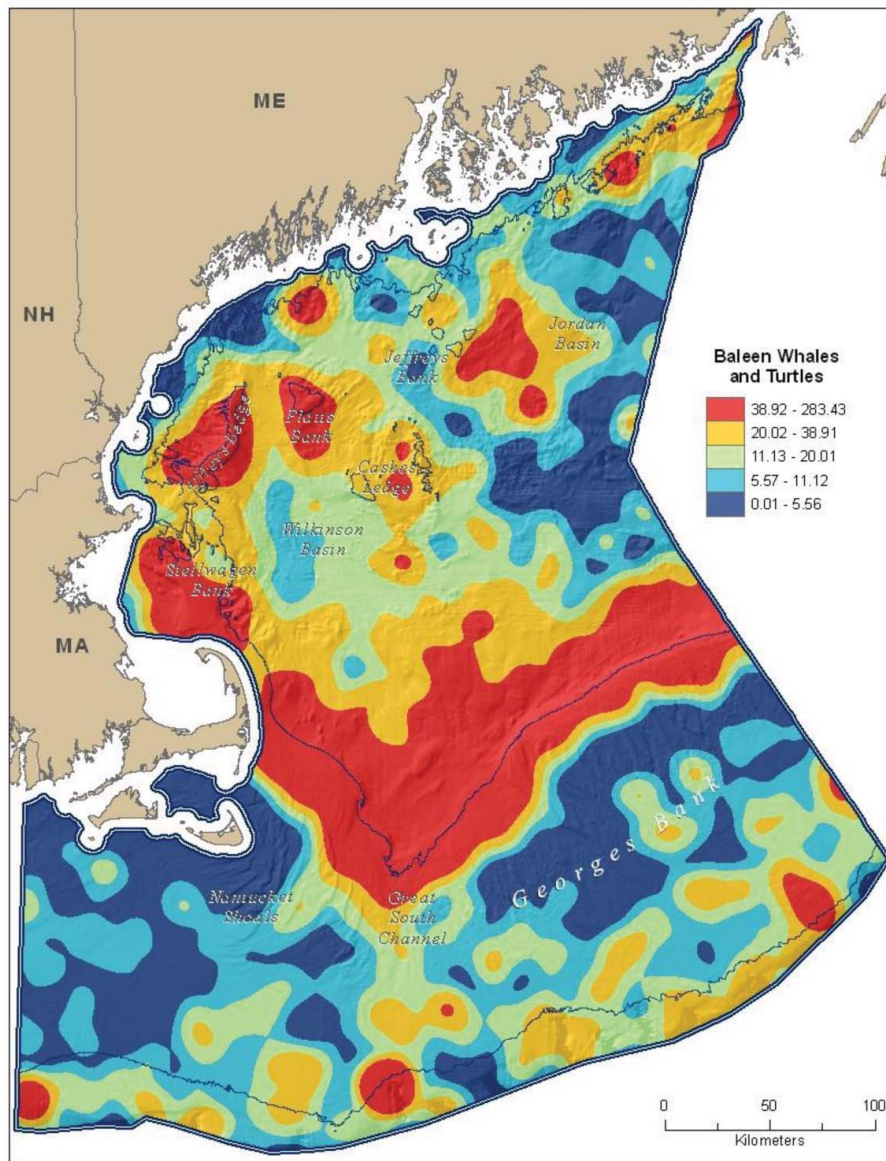 ME
NH
MA
Jordan
Basin
Jeffreys
Bank
Platts
Bank
Jeffreys Ledge
Cashes
Ledge
Wilkinson
Basin
Stellwagen
Bank
Georges Bank
Nantucket
Shoals
Great
South
Channel
Baleen Whales
and Turtles
38.92 - 283.43
20.02 - 38.91
11.13 - 20.01
5.57 - 11.12
0.01 - 5.56
0 50 100
Kilometers